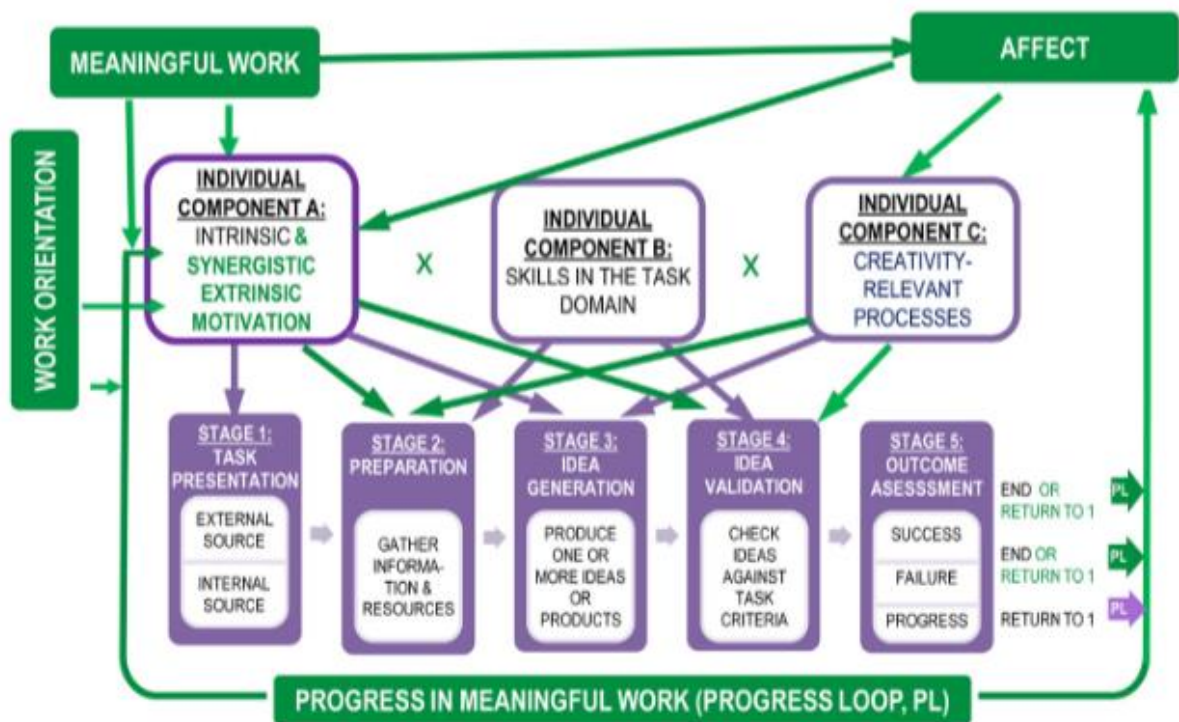 MEANINGFUL WORK
AFFECT
WORK ORIENTATION
INDIVIDUAL
COMPONENT A:
INTRINSIC &
SYNERGISTIC
EXTRINSIC
MOTIVATION
X
INDIVIDUAL
COMPONENT B:
SKILLS IN THE TASK
DOMAIN
X
INDIVIDUAL
COMPONENT C:
CREATIVITY-
RELEVANT
PROCESSES
STAGE 1:
TASK
PRESENTATION
EXTERNAL
SOURCE
INTERNAL
SOURCE
STAGE 2:
PREPARATION
GATHER
INFORMA-
TION &
RESOURCES
STAGE 3:
IDEA
GENERATION
PRODUCE
ONE OR
MORE IDEAS
OR
PRODUCTS
STAGE 4:
IDEA
VALIDATION
CHECK
IDEAS
AGAINST
TASK
CRITERIA
STAGE 5:
OUTCOME
ASESSSMENT
SUCCESS
FAILURE
PROGRESS
END OR
RETURN TO 1
PL
END OR
RETURN TO 1
PL
RETURN TO 1
PL
PROGRESS IN MEANINGFUL WORK (PROGRESS LOOP, PL)